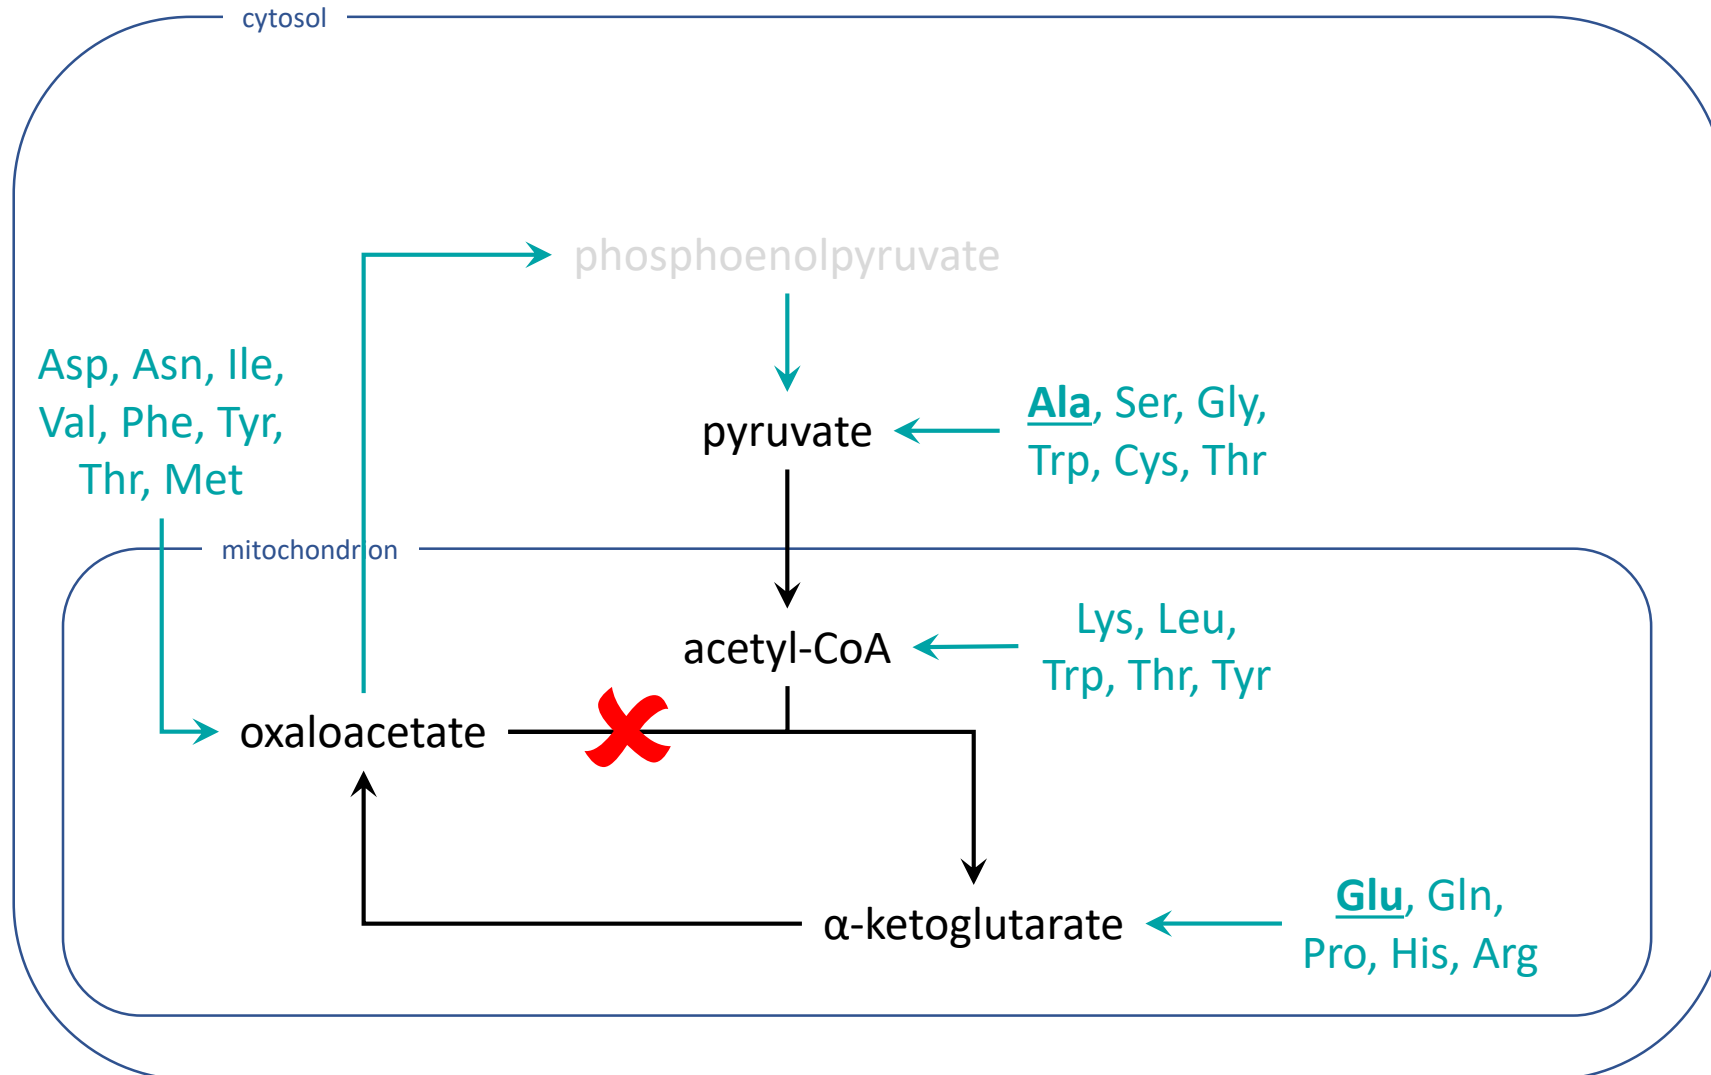 cytosol
phosphoenolpyruvate
Asp, Asn, Ile,
Val, Phe, Tyr,
Thr, Met
pyruvate
Ala, Ser, Gly,
Trp, Cys, Thr
mitochondrion
acetyl-CoA
Lys, Leu,
Trp, Thr, Tyr
oxaloacetate
α-ketoglutarate
Glu, Gln,
Pro, His, Arg